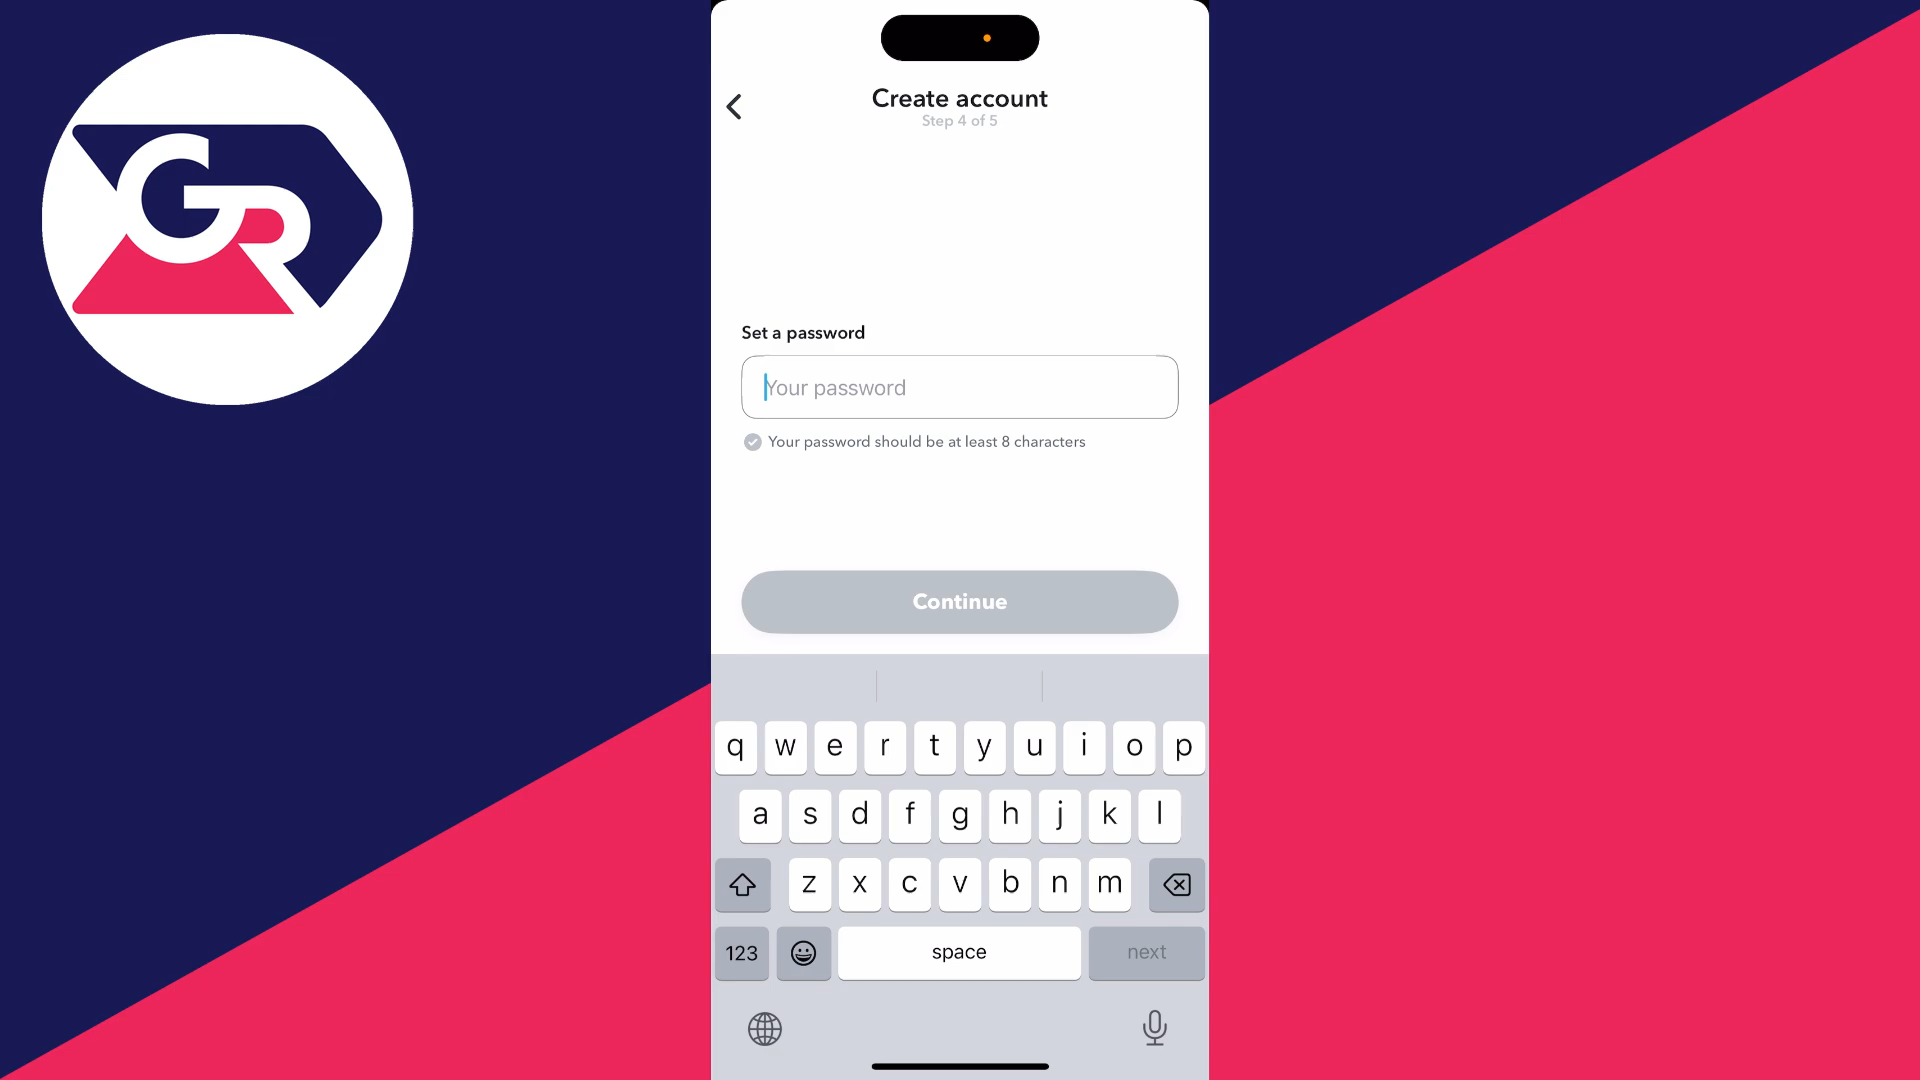 GR
Create account
Step 4 of 5
Set a password
Your password
Your password should be at least 8 characters
Continue
q w e r t y u i o p
a s d f g h j k l
z x c v b n m
123 space next